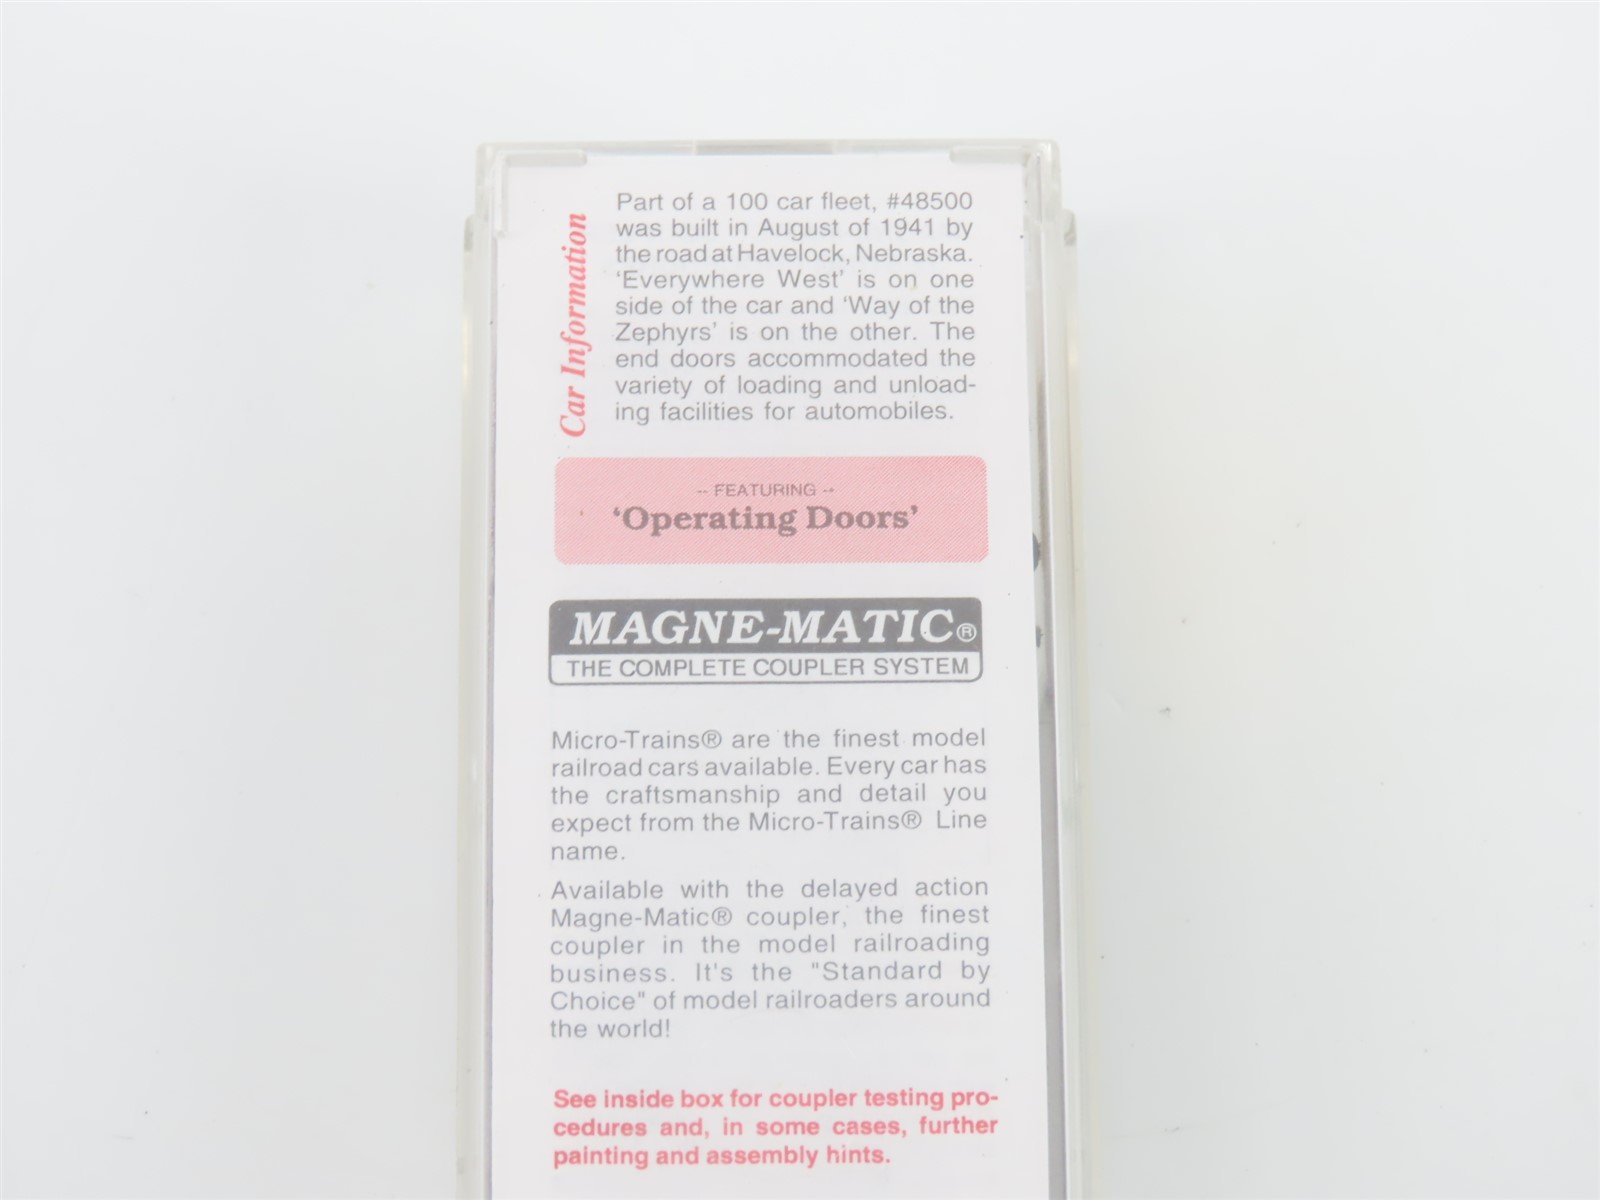 Car Information
Part of a 100 car fleet, #48500
was built in August of 1941 by
the road at Havelock, Nebraska.
'Everywhere West' is on one
side of the car and 'Way of the
Zephyrs' is on the other. The
end doors accommodated the
variety of loading and unload-
ing facilities for automobiles.
-- FEATURING --
'Operating Doors'
MAGNE-MATIC®
THE COMPLETE COUPLER SYSTEM
Micro-Trains® are the finest model
railroad cars available. Every car has
the craftsmanship and detail you
expect from the Micro-Trains® Line
name.
Available with the delayed action
Magne-Matic® coupler, the finest
coupler in the model railroading
business. It's the "Standard by
Choice" of model railroaders around
the world!
See inside box for coupler testing pro-
cedures and, in some cases, further
painting and assembly hints.